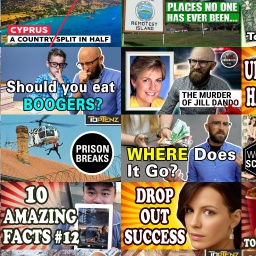 CYPRUS
A COUNTRY SPLIT IN HALF
PLACES NO ONE
HAS EVER BEEN...
REMOTEST
ISLAND
Should you eat
BOOGERS?
THE MURDER
OF JILL DANDO
TOPTENZ
PRISON
BREAKS
WHERE Does
It Go?
10
AMAZING
FACTS #12
DROP
OUT
SUCCESS
TOPTENZ